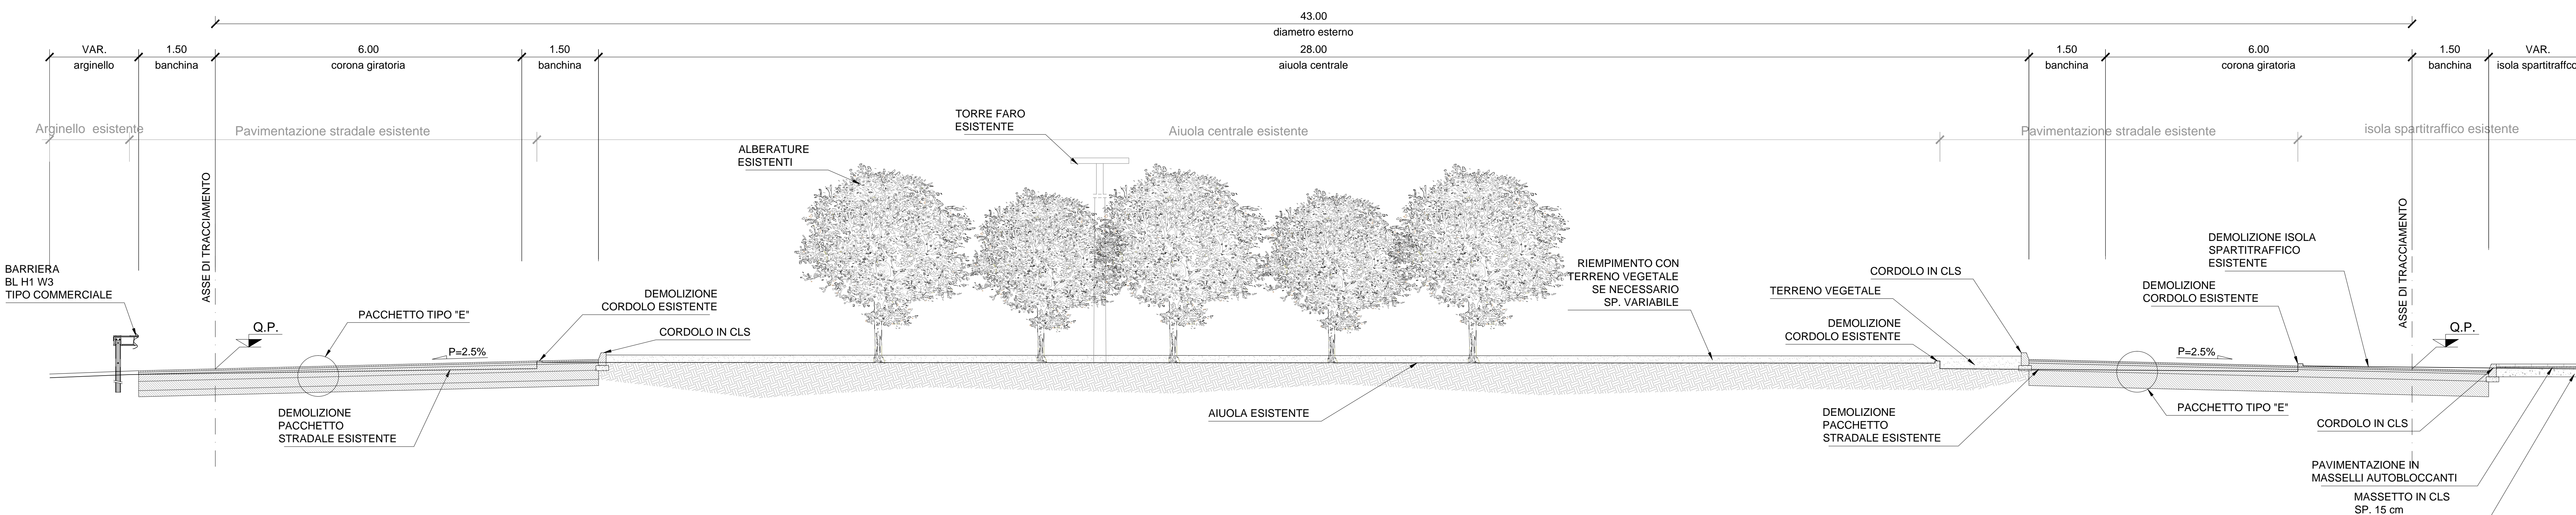 43.00
diametro esterno
VAR.
1.50
6.00
1.50
28.00
1.50
6.00
1.50
VAR.
arginello
banchina
corona giratoria
banchina
aiuola centrale
banchina
corona giratoria
banchina
isola spartitraffco
Arginello esistente
Pavimentazione stradale esistente
Aiuola centrale esistente
Pavimentazione stradale esistente
isola spartitraffico esistente
TORRE FARO
ESISTENTE
ALBERATURE
ESISTENTI
ASSE DI TRACCIAMENTO
BARRIERA
BL H1 W3
TIPO COMMERCIALE
Q.P.
PACCHETTO TIPO "E"
P=2.5%
DEMOLIZIONE
CORDOLO ESISTENTE
CORDOLO IN CLS
DEMOLIZIONE
PACCHETTO
STRADALE ESISTENTE
AIUOLA ESISTENTE
RIEMPIMENTO CON
TERRENO VEGETALE
SE NECESSARIO
SP. VARIABILE
TERRENO VEGETALE
CORDOLO IN CLS
DEMOLIZIONE
CORDOLO ESISTENTE
DEMOLIZIONE
PACCHETTO
STRADALE ESISTENTE
DEMOLIZIONE ISOLA
SPARTITRAFFICO
ESISTENTE
DEMOLIZIONE
CORDOLO ESISTENTE
P=2.5%
PACCHETTO TIPO "E"
ASSE DI TRACCIAMENTO
Q.P.
CORDOLO IN CLS
PAVIMENTAZIONE IN
MASSELLI AUTOBLOCCANTI
MASSETTO IN CLS
SP. 15 cm